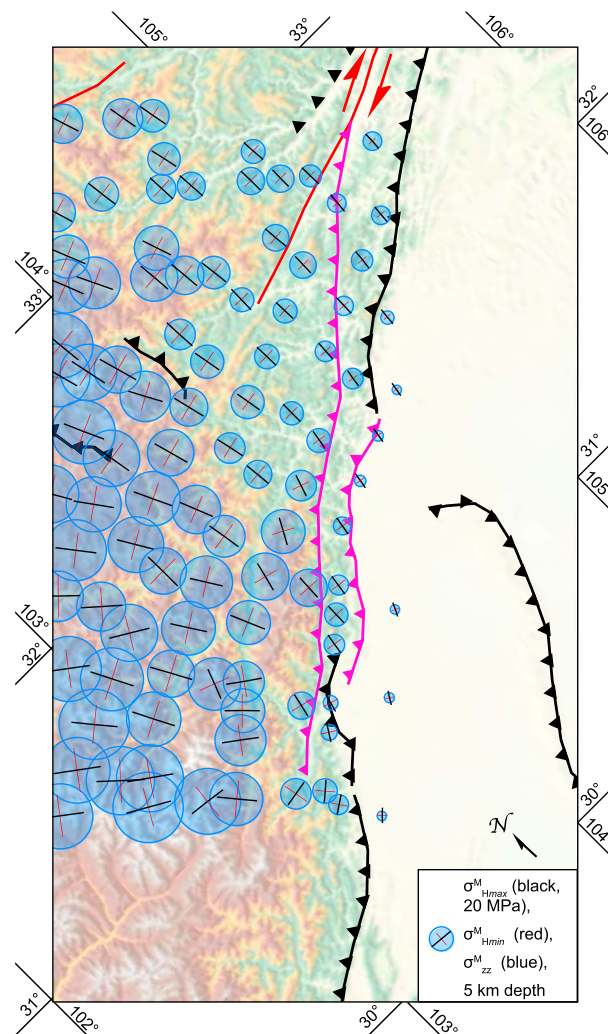 105°
33°
106°
32°
106°
104°
33°
31°
105°
103°
32°
30°
104°
N
σᴹHmax (black,
20 MPa),
σᴹHmin (red),
σᴹzz (blue),
5 km depth
31°
102°
30°
103°